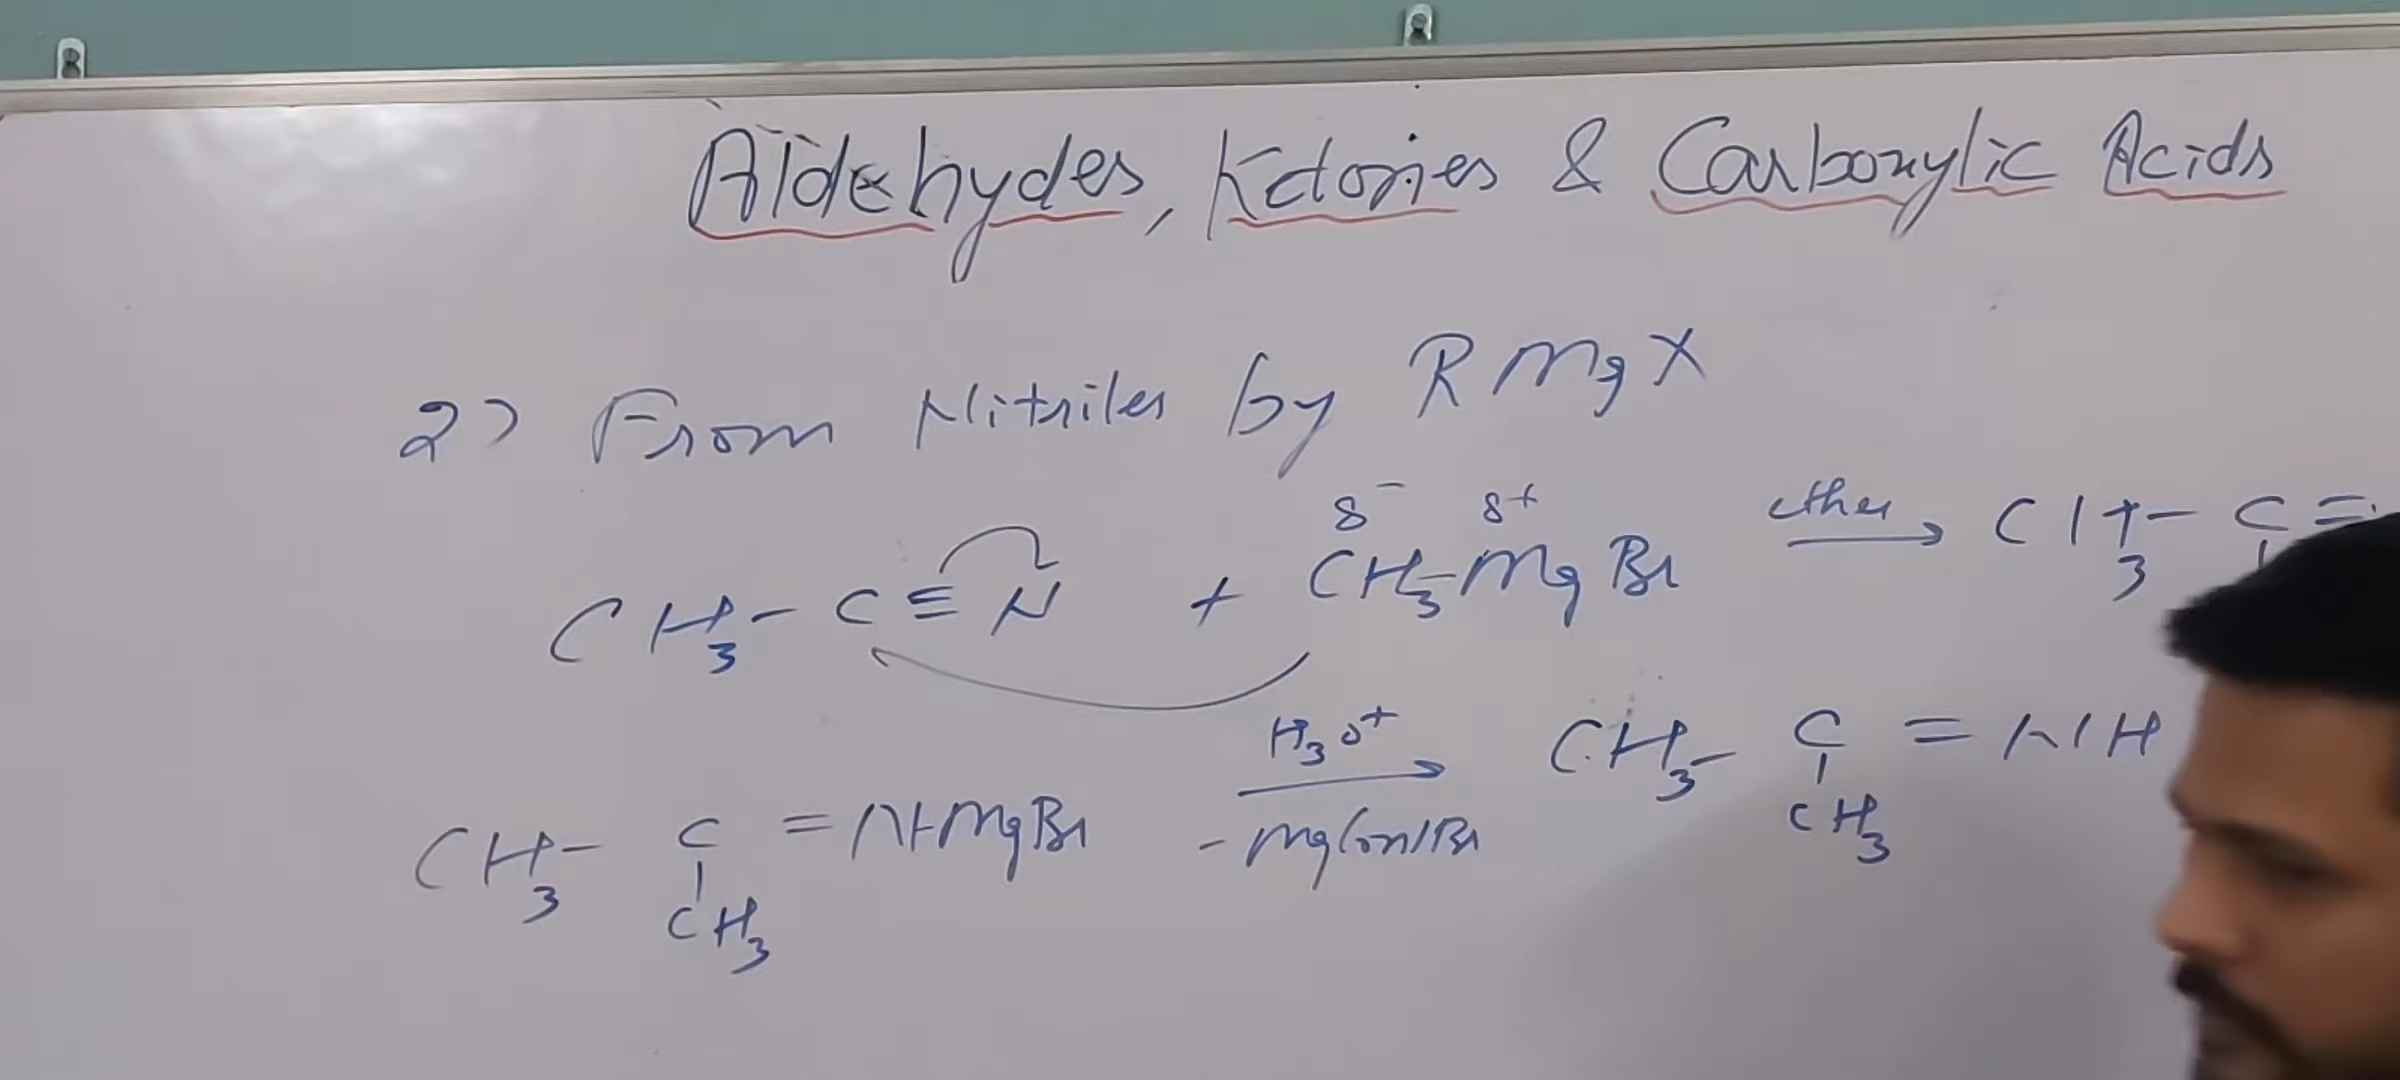 Aldehydes, Ketones & Carboxylic Acids
2) From Nitriles by RMgX
δ⁻ δ⁺
CH₃-C≡N + CH₃-MgBr ether→ CH₃-C=
CH₃-C=N+MgBr H₃O⁺→ CH₃-C=NH
-Mg(OH)Br
CH₃ CH₃